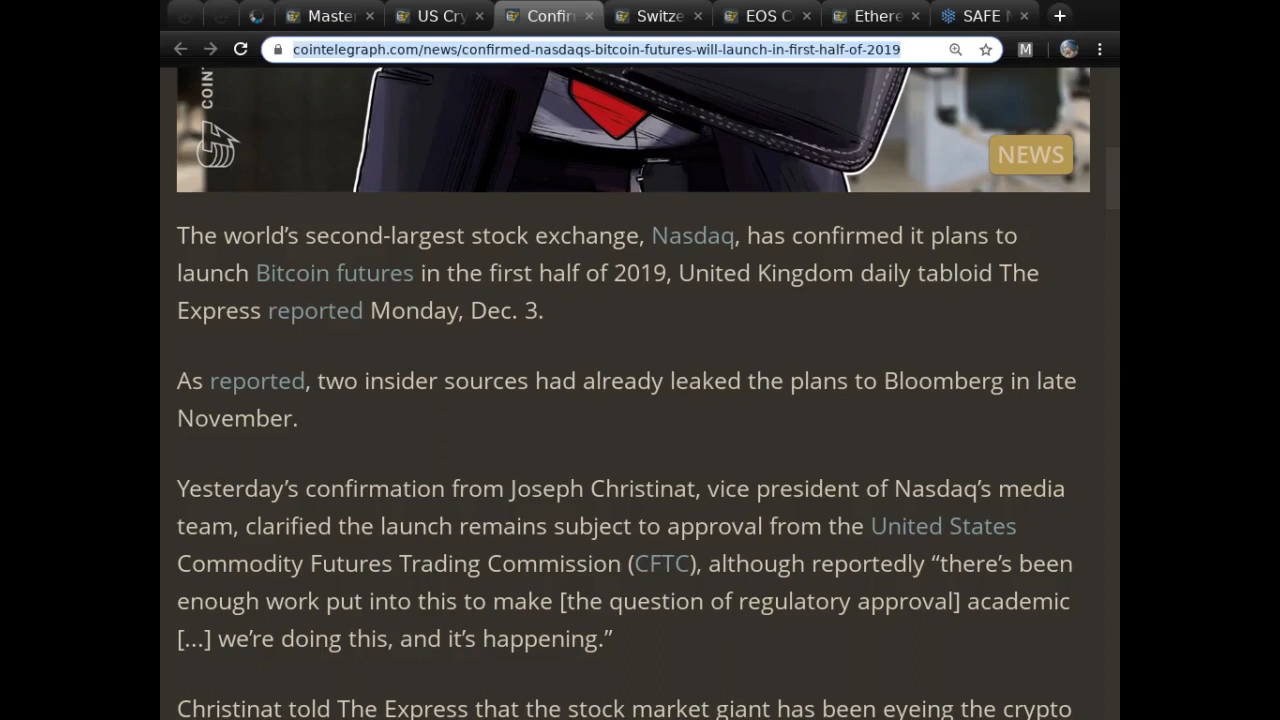 Master
US Cry
Confir
Switze
EOS C
Ethere
SAFE
cointelegraph.com/news/confirmed-nasdaqs-bitcoin-futures-will-launch-in-first-half-of-2019
M
COIN
NEWS
The world’s second-largest stock exchange, Nasdaq, has confirmed it plans to
launch Bitcoin futures in the first half of 2019, United Kingdom daily tabloid The
Express reported Monday, Dec. 3.
As reported, two insider sources had already leaked the plans to Bloomberg in late
November.
Yesterday’s confirmation from Joseph Christinat, vice president of Nasdaq’s media
team, clarified the launch remains subject to approval from the United States
Commodity Futures Trading Commission (CFTC), although reportedly “there’s been
enough work put into this to make [the question of regulatory approval] academic
[...] we’re doing this, and it’s happening.”
Christinat told The Express that the stock market giant has been eyeing the crypto